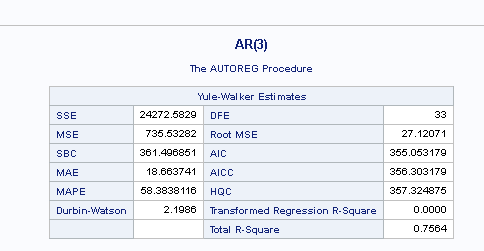 AR(3)
The AUTOREG Procedure
Yule-Walker Estimates
SSE 24272.5829 DFE 33
MSE 735.53282 Root MSE 27.12071
SBC 361.496851 AIC 355.053179
MAE 18.663741 AICC 356.303179
MAPE 58.3838116 HQC 357.324875
Durbin-Watson 2.1986 Transformed Regression R-Square 0.0000
Total R-Square 0.7564